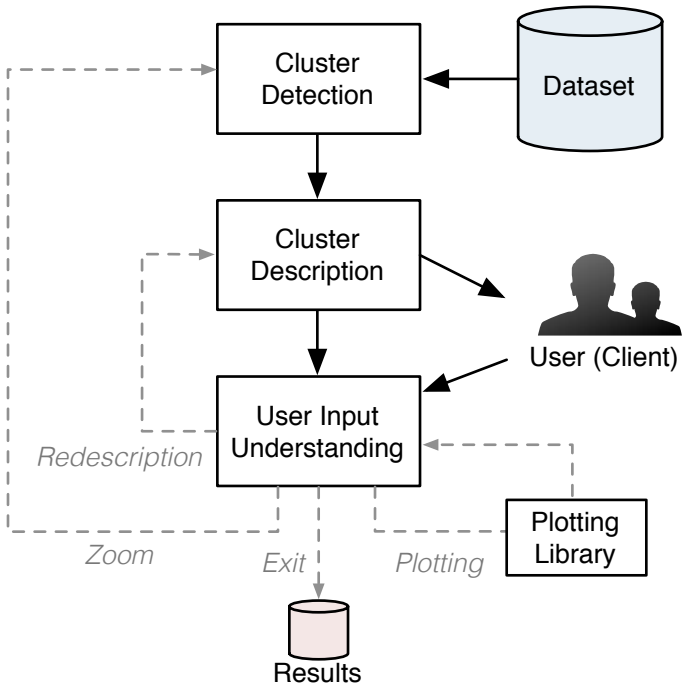 Cluster
Detection
Dataset
Cluster
Description
User (Client)
User Input
Understanding
Redescription
Plotting
Library
Zoom
Exit
Plotting
Results